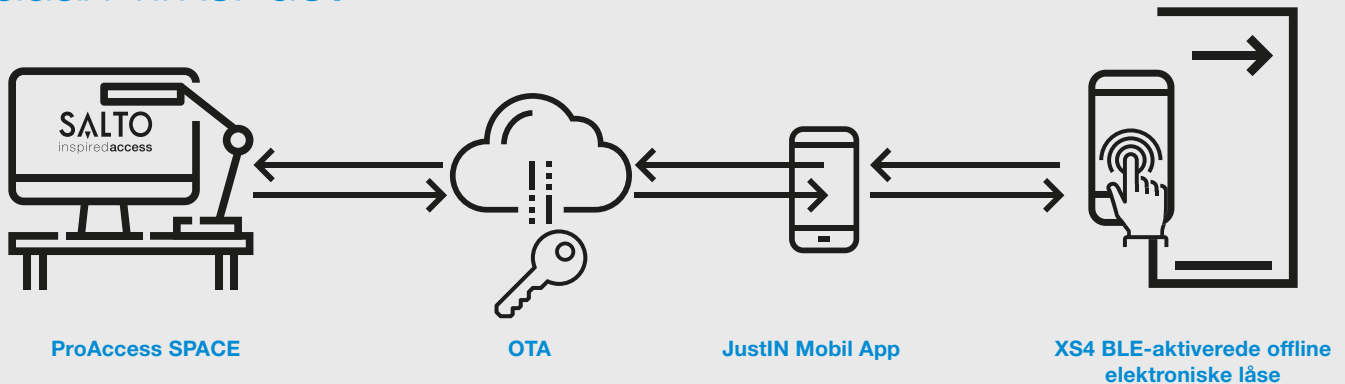 SALTO
inspiredaccess
ProAccess SPACE
OTA
JustIN Mobil App
XS4 BLE-aktiverede offline
elektroniske låse